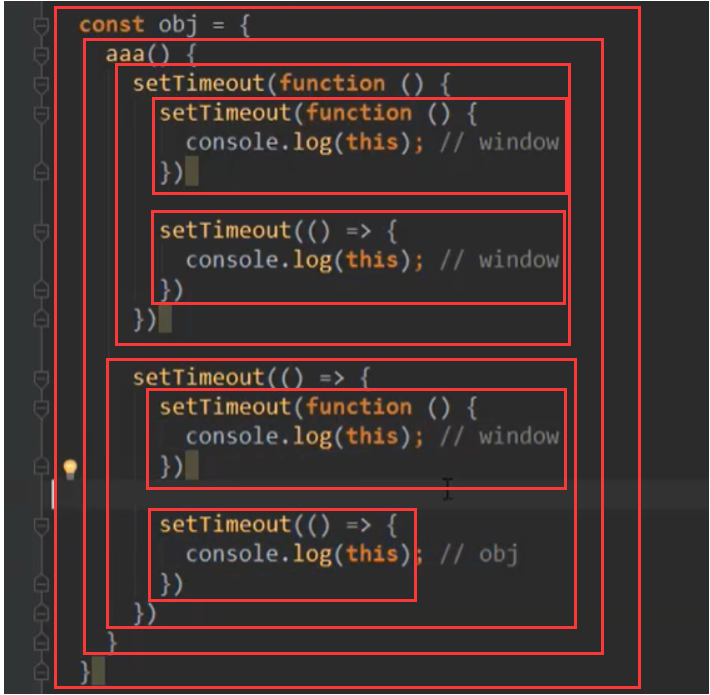 const obj = {
aaa() {
setTimeout(function () {
setTimeout(function () {
console.log(this); // window
})
setTimeout(() => {
console.log(this); // window
})
})
setTimeout(() => {
setTimeout(function () {
console.log(this); // window
})
setTimeout(() => {
console.log(this); // obj
})
})
}
}